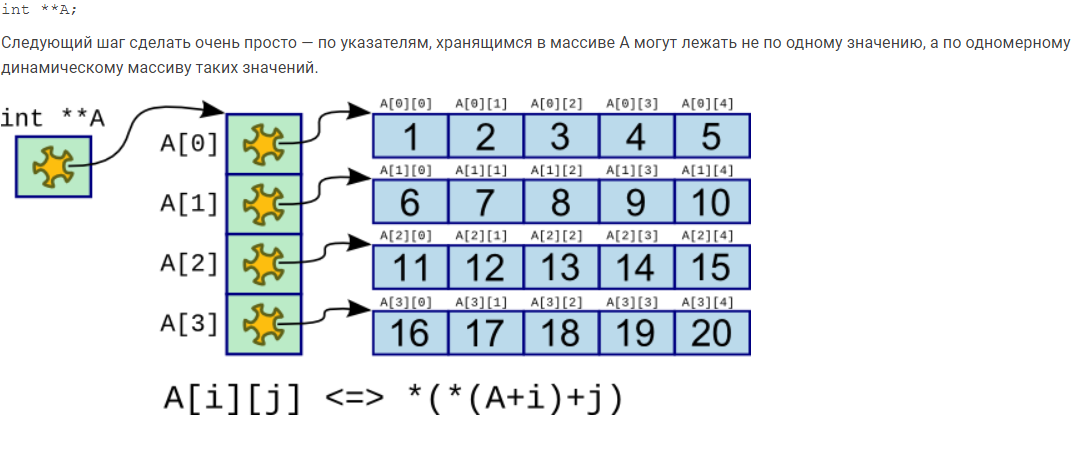 int **A;
Следующий шаг сделать очень просто — по указателям, хранящимся в массиве А могут лежать не по одному значению, а по одномерному
динамическому массиву таких значений.
int **A
A[0]
A[0][0] A[0][1] A[0][2] A[0][3] A[0][4]
1 2 3 4 5
A[1]
A[1][0] A[1][1] A[1][2] A[1][3] A[1][4]
6 7 8 9 10
A[2]
A[2][0] A[2][1] A[2][2] A[2][3] A[2][4]
11 12 13 14 15
A[3]
A[3][0] A[3][1] A[3][2] A[3][3] A[3][4]
16 17 18 19 20
A[i][j] <=> *(*(A+i)+j)